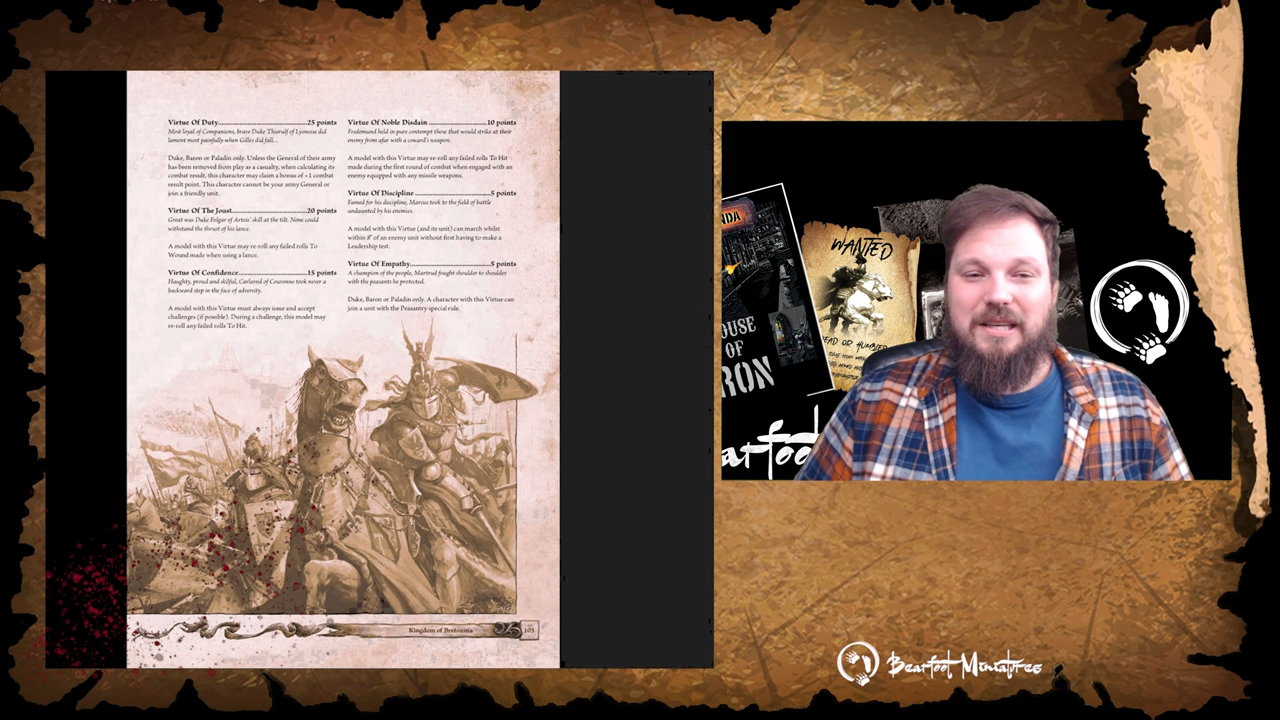 Virtue Of Duty............................................25 points
Most loyal of Companions, brave Duke Thierulf of Lyonesse did
lament most painfully when Gilles did fall...
Duke, Baron or Paladin only. Unless the General of their army
has been removed from play as a casualty, when calculating its
combat result, this character may claim a bonus of +1 combat
result point. This character cannot be your army General or
join a friendly unit.
Virtue Of The Joust......................................20 points
Great was Duke Folgar of Artois' skill at the tilt. None could
withstand the thrust of his lance.
A model with this Virtue may re-roll any failed rolls To
Wound made when using a lance.
Virtue Of Confidence...................................15 points
Haughty, proud and skilful, Carlaond of Couronne took never a
backward step in the face of adversity.
A model with this Virtue must always issue and accept
challenges (if possible). During a challenge, this model may
re-roll any failed rolls To Hit.
Virtue Of Noble Disdain .............................10 points
Fredemund held in pure contempt those that would strike at their
enemy from afar with a coward's weapon.
A model with this Virtue may re-roll any failed rolls To Hit
made during the first round of combat when engaged with an
enemy equipped with any missile weapons.
Virtue Of Discipline ......................................5 points
Famed for his discipline, Marcus took to the field of battle
undaunted by his enemies.
A model with this Virtue (and its unit) can march whilst
within 8" of an enemy unit without first having to make a
Leadership test.
Virtue Of Empathy........................................5 points
A champion of the people, Martrud fought shoulder to shoulder
with the peasants he protected.
Duke, Baron or Paladin only. A character with this Virtue can
join a unit with the Peasantry special rule.
Kingdom of Bretonnia
103
NDA
OUSE
OF
RON
WANTED
EAD OR HUMBLED
arfoo
Bearfoot Miniatures